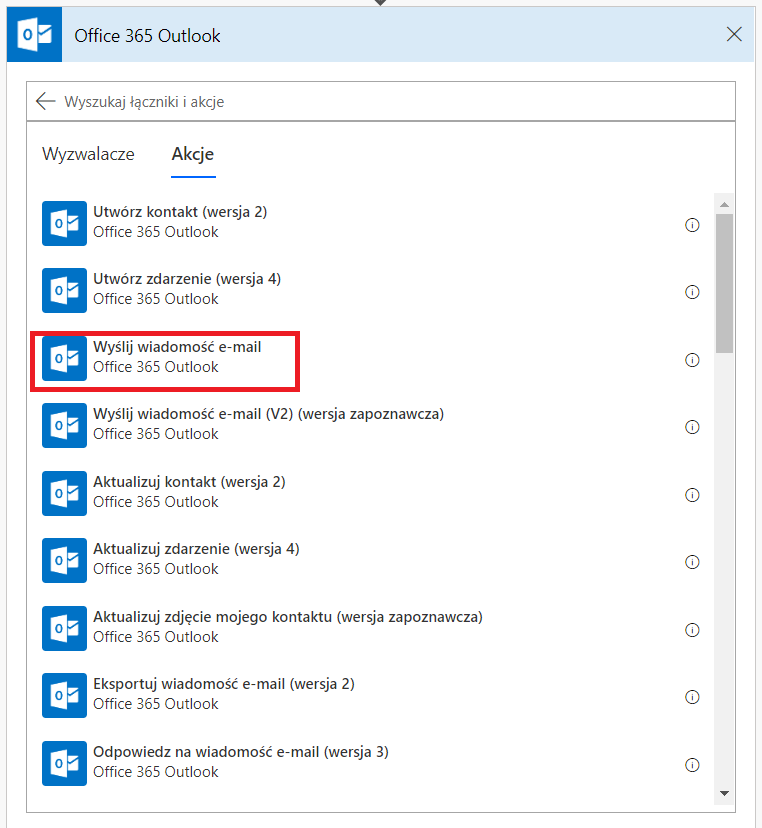 Office 365 Outlook
Wyszukaj łączniki i akcje
Wyzwalacze Akcje
Utwórz kontakt (wersja 2)
Office 365 Outlook
Utwórz zdarzenie (wersja 4)
Office 365 Outlook
Wyślij wiadomość e-mail
Office 365 Outlook
Wyślij wiadomość e-mail (V2) (wersja zapoznawcza)
Office 365 Outlook
Aktualizuj kontakt (wersja 2)
Office 365 Outlook
Aktualizuj zdarzenie (wersja 4)
Office 365 Outlook
Aktualizuj zdjęcie mojego kontaktu (wersja zapoznawcza)
Office 365 Outlook
Eksportuj wiadomość e-mail (wersja 2)
Office 365 Outlook
Odpowiedz na wiadomość e-mail (wersja 3)
Office 365 Outlook